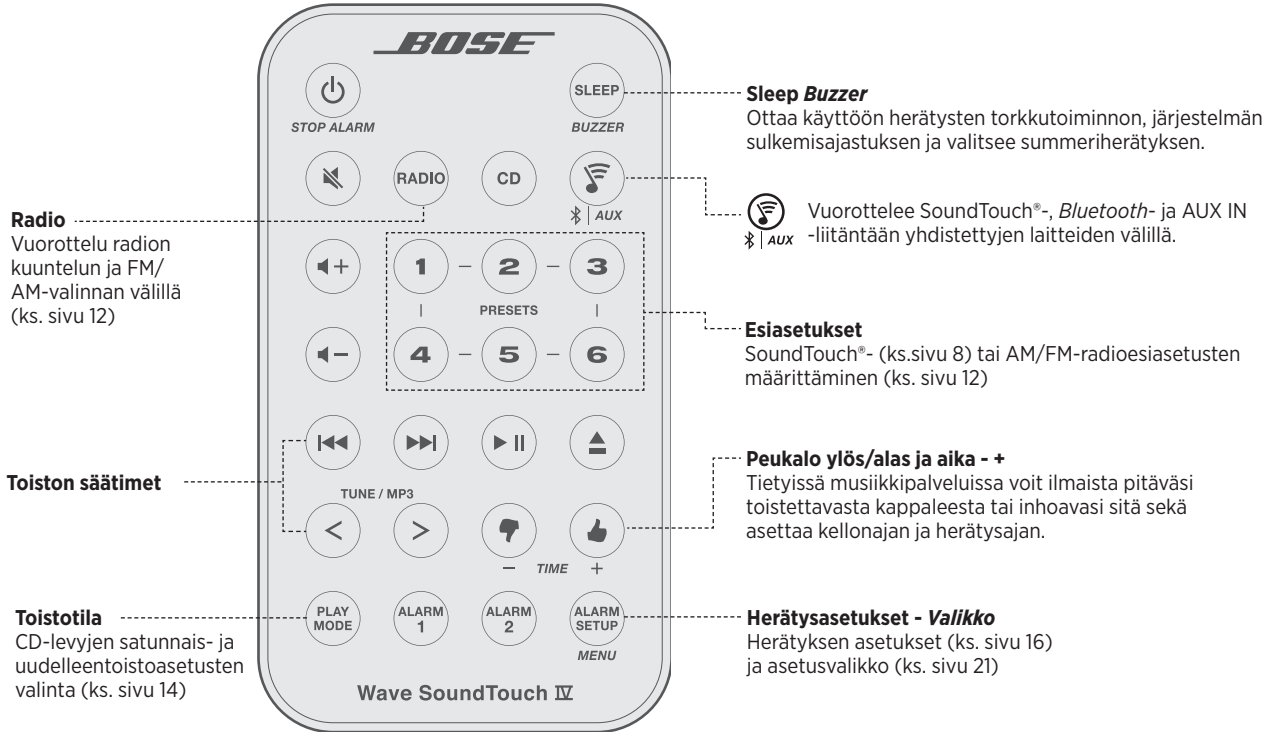 BOSE
SLEEP
STOP ALARM
BUZZER
Sleep Buzzer
Ottaa käyttöön herätysten torkkutoiminnon, järjestelmän
sulkemisajastuksen ja valitsee summeriherätyksen.
RADIO
CD
AUX
AUX
Vuorottelee SoundTouch®-, Bluetooth- ja AUX IN
-liitäntään yhdistettyjen laitteiden välillä.
Radio
Vuorottelu radion
kuuntelun ja FM/
AM-valinnan välillä
(ks. sivu 12)
+
1 - 2 - 3
PRESETS
-
4 - 5 - 6
Esiasetukset
SoundTouch®- (ks.sivu 8) tai AM/FM-radioesiasetusten
määrittäminen (ks. sivu 12)
Toiston säätimet
TUNE / MP3
< >
- TIME +
Peukalo ylös/alas ja aika - +
Tietyissä musiikkipalveluissa voit ilmaista pitäväsi
toistettavasta kappaleesta tai inhoavasi sitä sekä
asettaa kellonajan ja herätysajan.
Toistotila
CD-levyjen satunnais- ja
uudelleentoistoasetusten
valinta (ks. sivu 14)
PLAY
MODE
ALARM
1
ALARM
2
ALARM
SETUP
MENU
Herätysasetukset - Valikko
Herätyksen asetukset (ks. sivu 16)
ja asetusvalikko (ks. sivu 21)
Wave SoundTouch IV